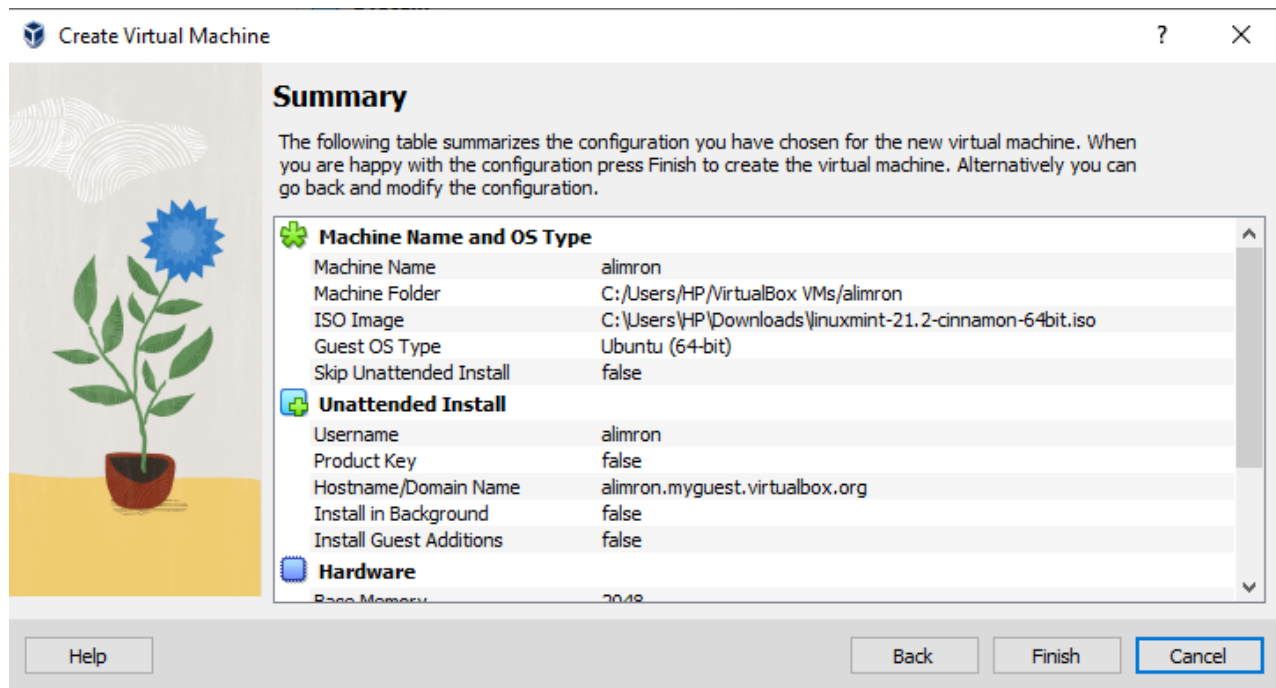 Create Virtual Machine ?
Summary
The following table summarizes the configuration you have chosen for the new virtual machine. When
you are happy with the configuration press Finish to create the virtual machine. Alternatively you can
go back and modify the configuration.
Machine Name and OS Type
Machine Name alimron
Machine Folder C:/Users/HP/VirtualBox VMs/alimron
ISO Image C:\Users\HP\Downloads\linuxmint-21.2-cinnamon-64bit.iso
Guest OS Type Ubuntu (64-bit)
Skip Unattended Install false
Unattended Install
Username alimron
Product Key false
Hostname/Domain Name alimron.myguest.virtualbox.org
Install in Background false
Install Guest Additions false
Hardware
Base Memory 2048
Help Back Finish Cancel